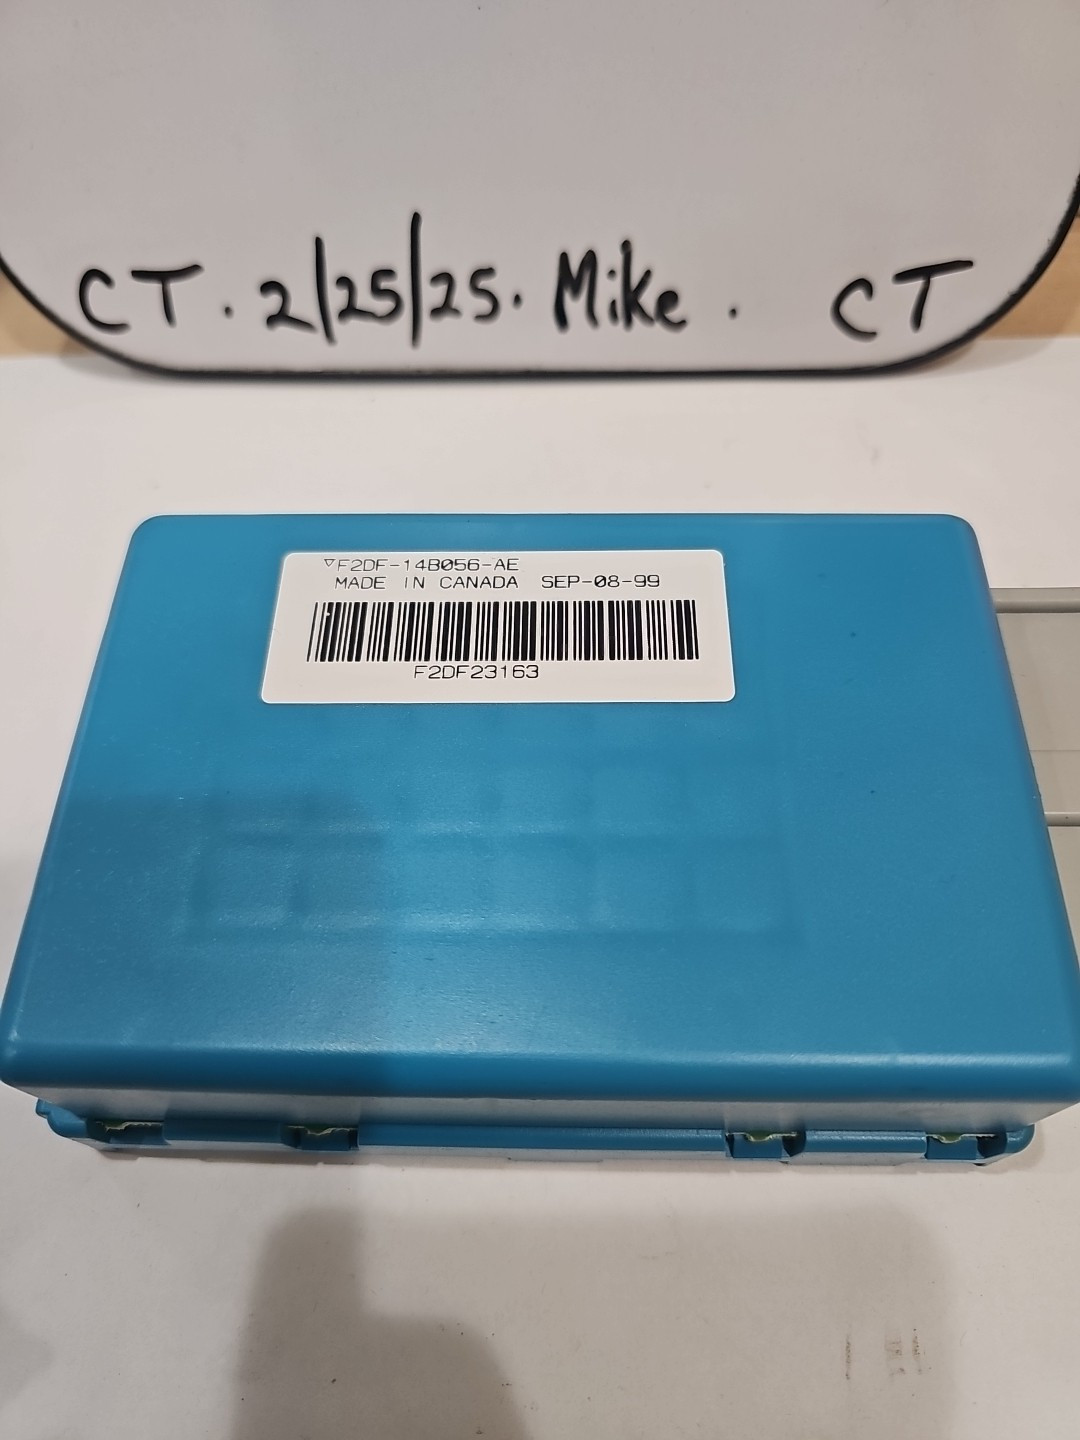 CT. 2/25/25. Mike. CT
▽F2DF-14B056-AE
MADE IN CANADA SEP-08-99
F2DF23163